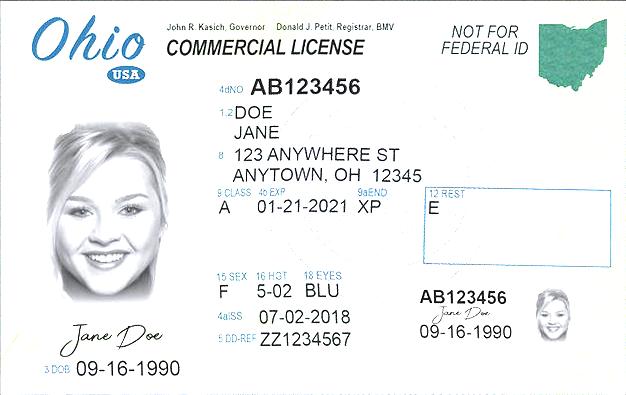 Ohio
USA
John R. Kasich, Governor Donald J. Petit, Registrar, BMV
COMMERCIAL LICENSE
NOT FOR
FEDERAL ID
4dNO AB123456
1,2 DOE
JANE
8 123 ANYWHERE ST
ANYTOWN, OH 12345
9 CLASS 4b EXP 9aEND 12 REST
A 01-21-2021 XP E
15 SEX 16 HGT 18 EYES
F 5-02 BLU
4aISS 07-02-2018
5 DD-REF ZZ1234567
AB123456
Jane Doe
09-16-1990
Jane Doe
3 DOB 09-16-1990